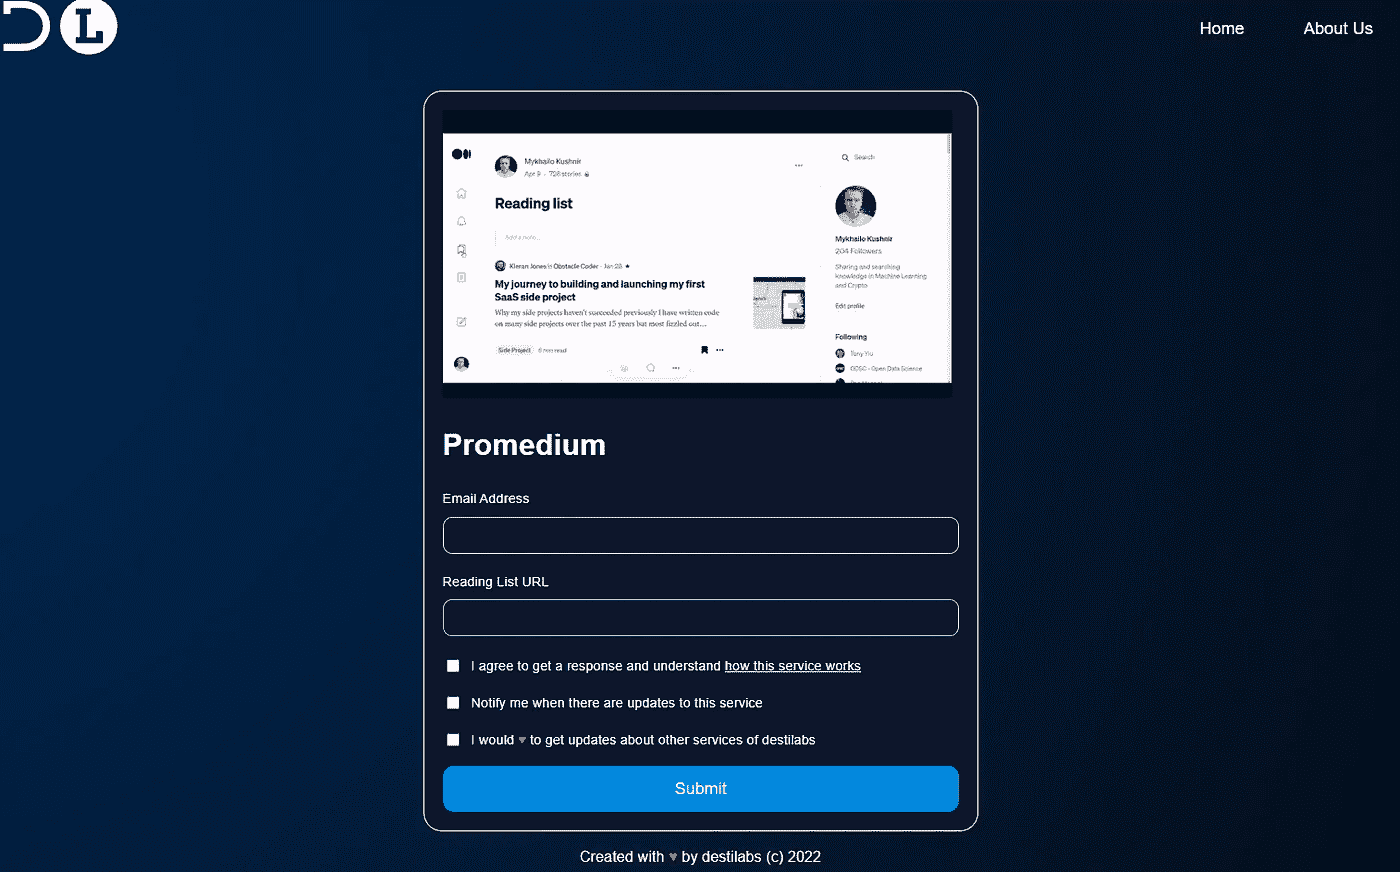 D L
Home
About Us
Mykhailo Kushnir
Apr 9 · 728 stories
Search
Reading list
Add a note...
Mykhailo Kushnir
204 Followers
Sharing and searching
knowledge in Machine Learning
and Crypto
Edit profile
Kieran Jones in Obstacle Coder · Jan 23
My journey to building and launching my first
SaaS side project
Why my side projects haven't succeeded previously I have written code
on many side projects over the past 15 years but most fizzled out...
Side Project
6 min read
Following
Tony Yiu
ODSC - Open Data Science
Promedium
Email Address
Reading List URL
I agree to get a response and understand how this service works
Notify me when there are updates to this service
I would ♥ to get updates about other services of destilabs
Submit
Created with ♥ by destilabs (c) 2022